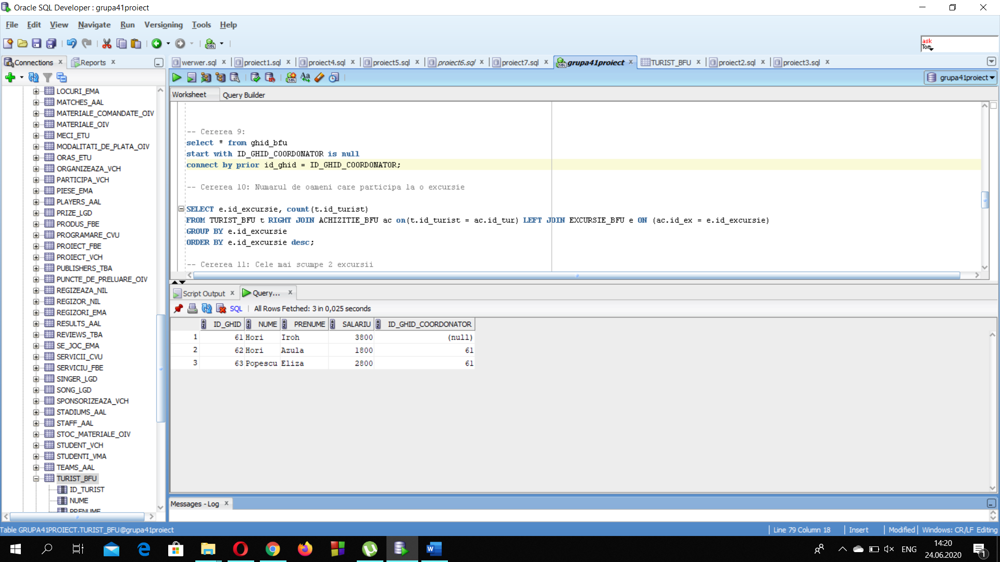 Oracle SQL Developer : grupa41proiect
File Edit View Navigate Run Versioning Tools Help
ask
Tom
Connections
Reports
werwer.sql
proiect1.sql
proiect4.sql
proiect5.sql
proiect6.sql
proiect7.sql
grupa41proiect
TURIST_BFU
proiect2.sql
proiect3.sql
grupa41proiect
Worksheet
Query Builder
LOCURI_EMA
MATCHES_AAL
MATERIALE_COMANDATE_OIV
MATERIALE_OIV
MECI_ETU
MODALITATI_DE_PLATA_OIV
ORAS_ETU
ORGANIZEAZA_VCH
PARTICIPA_VCH
PIESE_EMA
PLAYERS_AAL
PRIZE_LGD
PRODUS_FBE
PROGRAMARE_CVU
PROIECT_FBE
PROIECT_VCH
PUBLISHERS_TBA
PUNCTE_DE_PRELUARE_OIV
REGIZEAZA_NIL
REGIZOR_NIL
REGIZORI_EMA
RESULTS_AAL
REVIEWS_TBA
SE_JOC_EMA
SERVICII_CVU
SERVICIU_FBE
SINGER_LGD
SONG_LGD
SPONSORIZEAZA_VCH
STADIUMS_AAL
STAFF_AAL
STOC_MATERIALE_OIV
STUDENT_VCH
STUDENTI_VMA
TEAMS_AAL
TURIST_BFU
ID_TURIST
NUME
PRENUME
-- Cererea 9:
select * from ghid_bfu
start with ID_GHID_COORDONATOR is null
connect by prior id_ghid = ID_GHID_COORDONATOR;
-- Cererea 10: Numarul de oameni care participa la o excursie
SELECT e.id_excursie, count(t.id_turist)
FROM TURIST_BFU t RIGHT JOIN ACHIZITIE_BFU ac on(t.id_turist = ac.id_tur) LEFT JOIN EXCURSIE_BFU e ON (ac.id_ex = e.id_excursie)
GROUP BY e.id_excursie
ORDER BY e.id_excursie desc;
-- Cererea 11: Cele mai scumpe 2 excursii
Script Output
Query...
SQL | All Rows Fetched: 3 in 0,025 seconds
ID_GHID NUME PRENUME SALARIU ID_GHID_COORDONATOR
1 61 Hori Iroh 3800 (null)
2 62 Hori Azula 1800 61
3 63 Popescu Eliza 2800 61
Messages - Log
Table GRUPA41PROIECT.TURIST_BFU@grupa41proiect
Line 79 Column 18 | Insert | Modified | Windows: CR/LF Editing
ENG
14:20
24.06.2020
1